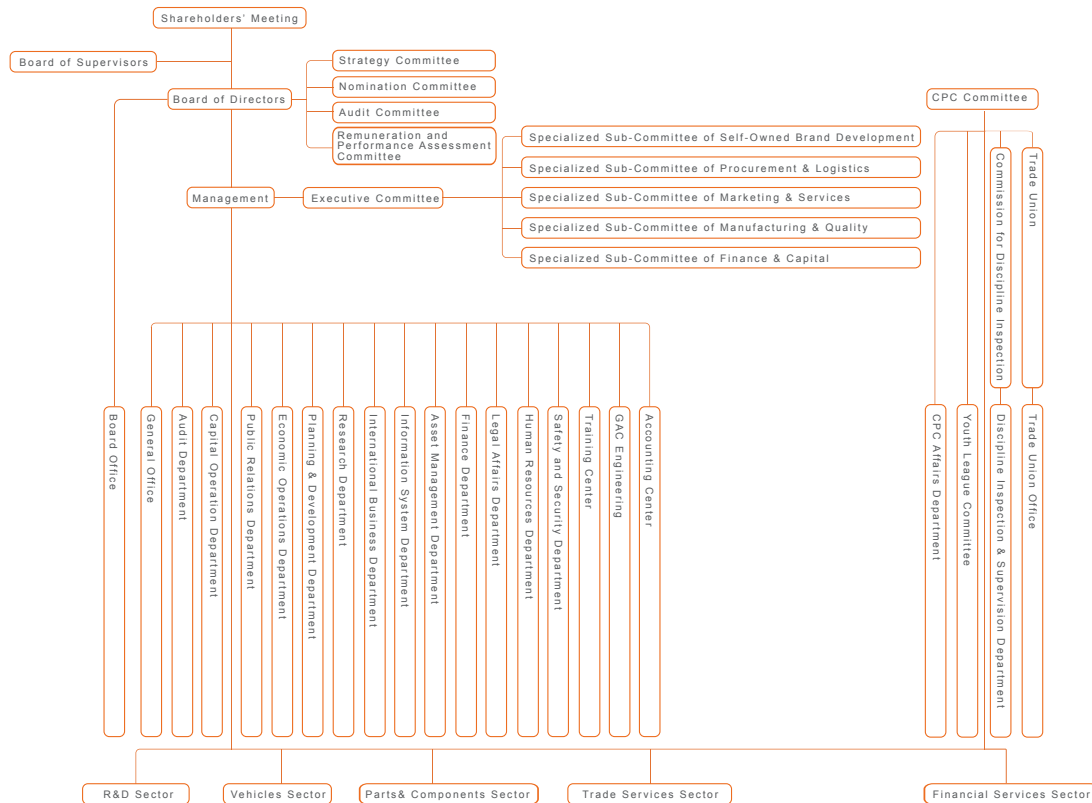 Shareholders' Meeting
Board of Supervisors
Strategy Committee
Nomination Committee
Board of Directors
Audit Committee
Remuneration and
Performance Assessment
Committee
CPC Committee
Specialized Sub-Committee of Self-Owned Brand Development
Specialized Sub-Committee of Procurement & Logistics
Management
Executive Committee
Specialized Sub-Committee of Marketing & Services
Specialized Sub-Committee of Manufacturing & Quality
Specialized Sub-Committee of Finance & Capital
Commission for Discipline Inspection
Trade Union
Board Office
General Office
Audit Department
Capital Operation Department
Public Relations Department
Economic Operations Department
Planning & Development Department
Research Department
International Business Department
Information System Department
Asset Management Department
Finance Department
Legal Affairs Department
Human Resources Department
Safety and Security Department
Training Center
GAC Engineering
Accounting Center
CPC Affairs Department
Youth League Committee
Discipline Inspection & Supervision Department
Trade Union Office
R&D Sector
Vehicles Sector
Parts& Components Sector
Trade Services Sector
Financial Services Sector